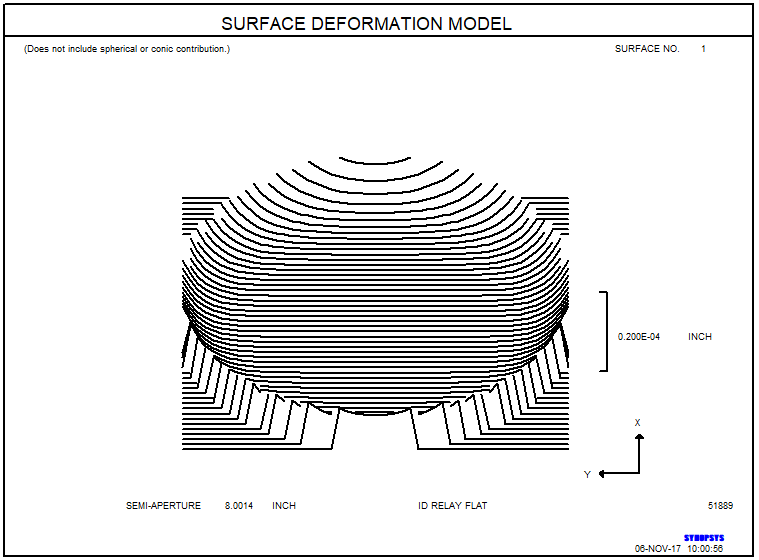 SURFACE DEFORMATION MODEL
(Does not include spherical or conic contribution.) SURFACE NO. 1
0.200E-04 INCH
X
Y
SEMI-APERTURE 8.0014 INCH ID RELAY FLAT 51889
SYNOPSYS
06-NOV-17 10:00:56